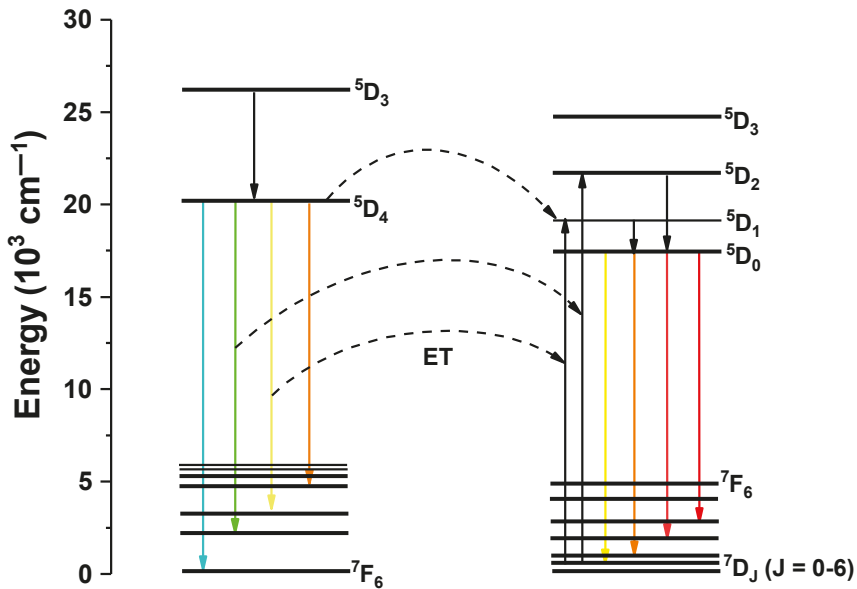 Energy (10³ cm⁻¹)
30
25
20
15
10
5
0
⁵D₃
⁵D₄
⁷F₆
ET
⁵D₃
⁵D₂
⁵D₁
⁵D₀
⁷F₆
⁷D_J (J = 0-6)